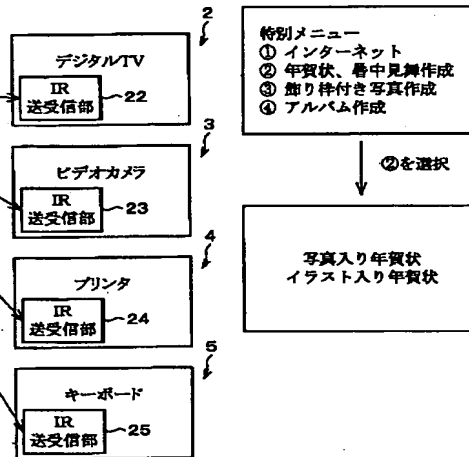 2
デジタルTV
IR
送受信部
22
3
ビデオカメラ
IR
送受信部
23
4
プリンタ
IR
送受信部
24
5
キーボード
IR
送受信部
25
特別メニュー
① インターネット
② 年賀状、暑中見舞作成
③ 飾り枠付き写真作成
④ アルバム作成
②を選択
写真入り年賀状
イラスト入り年賀状